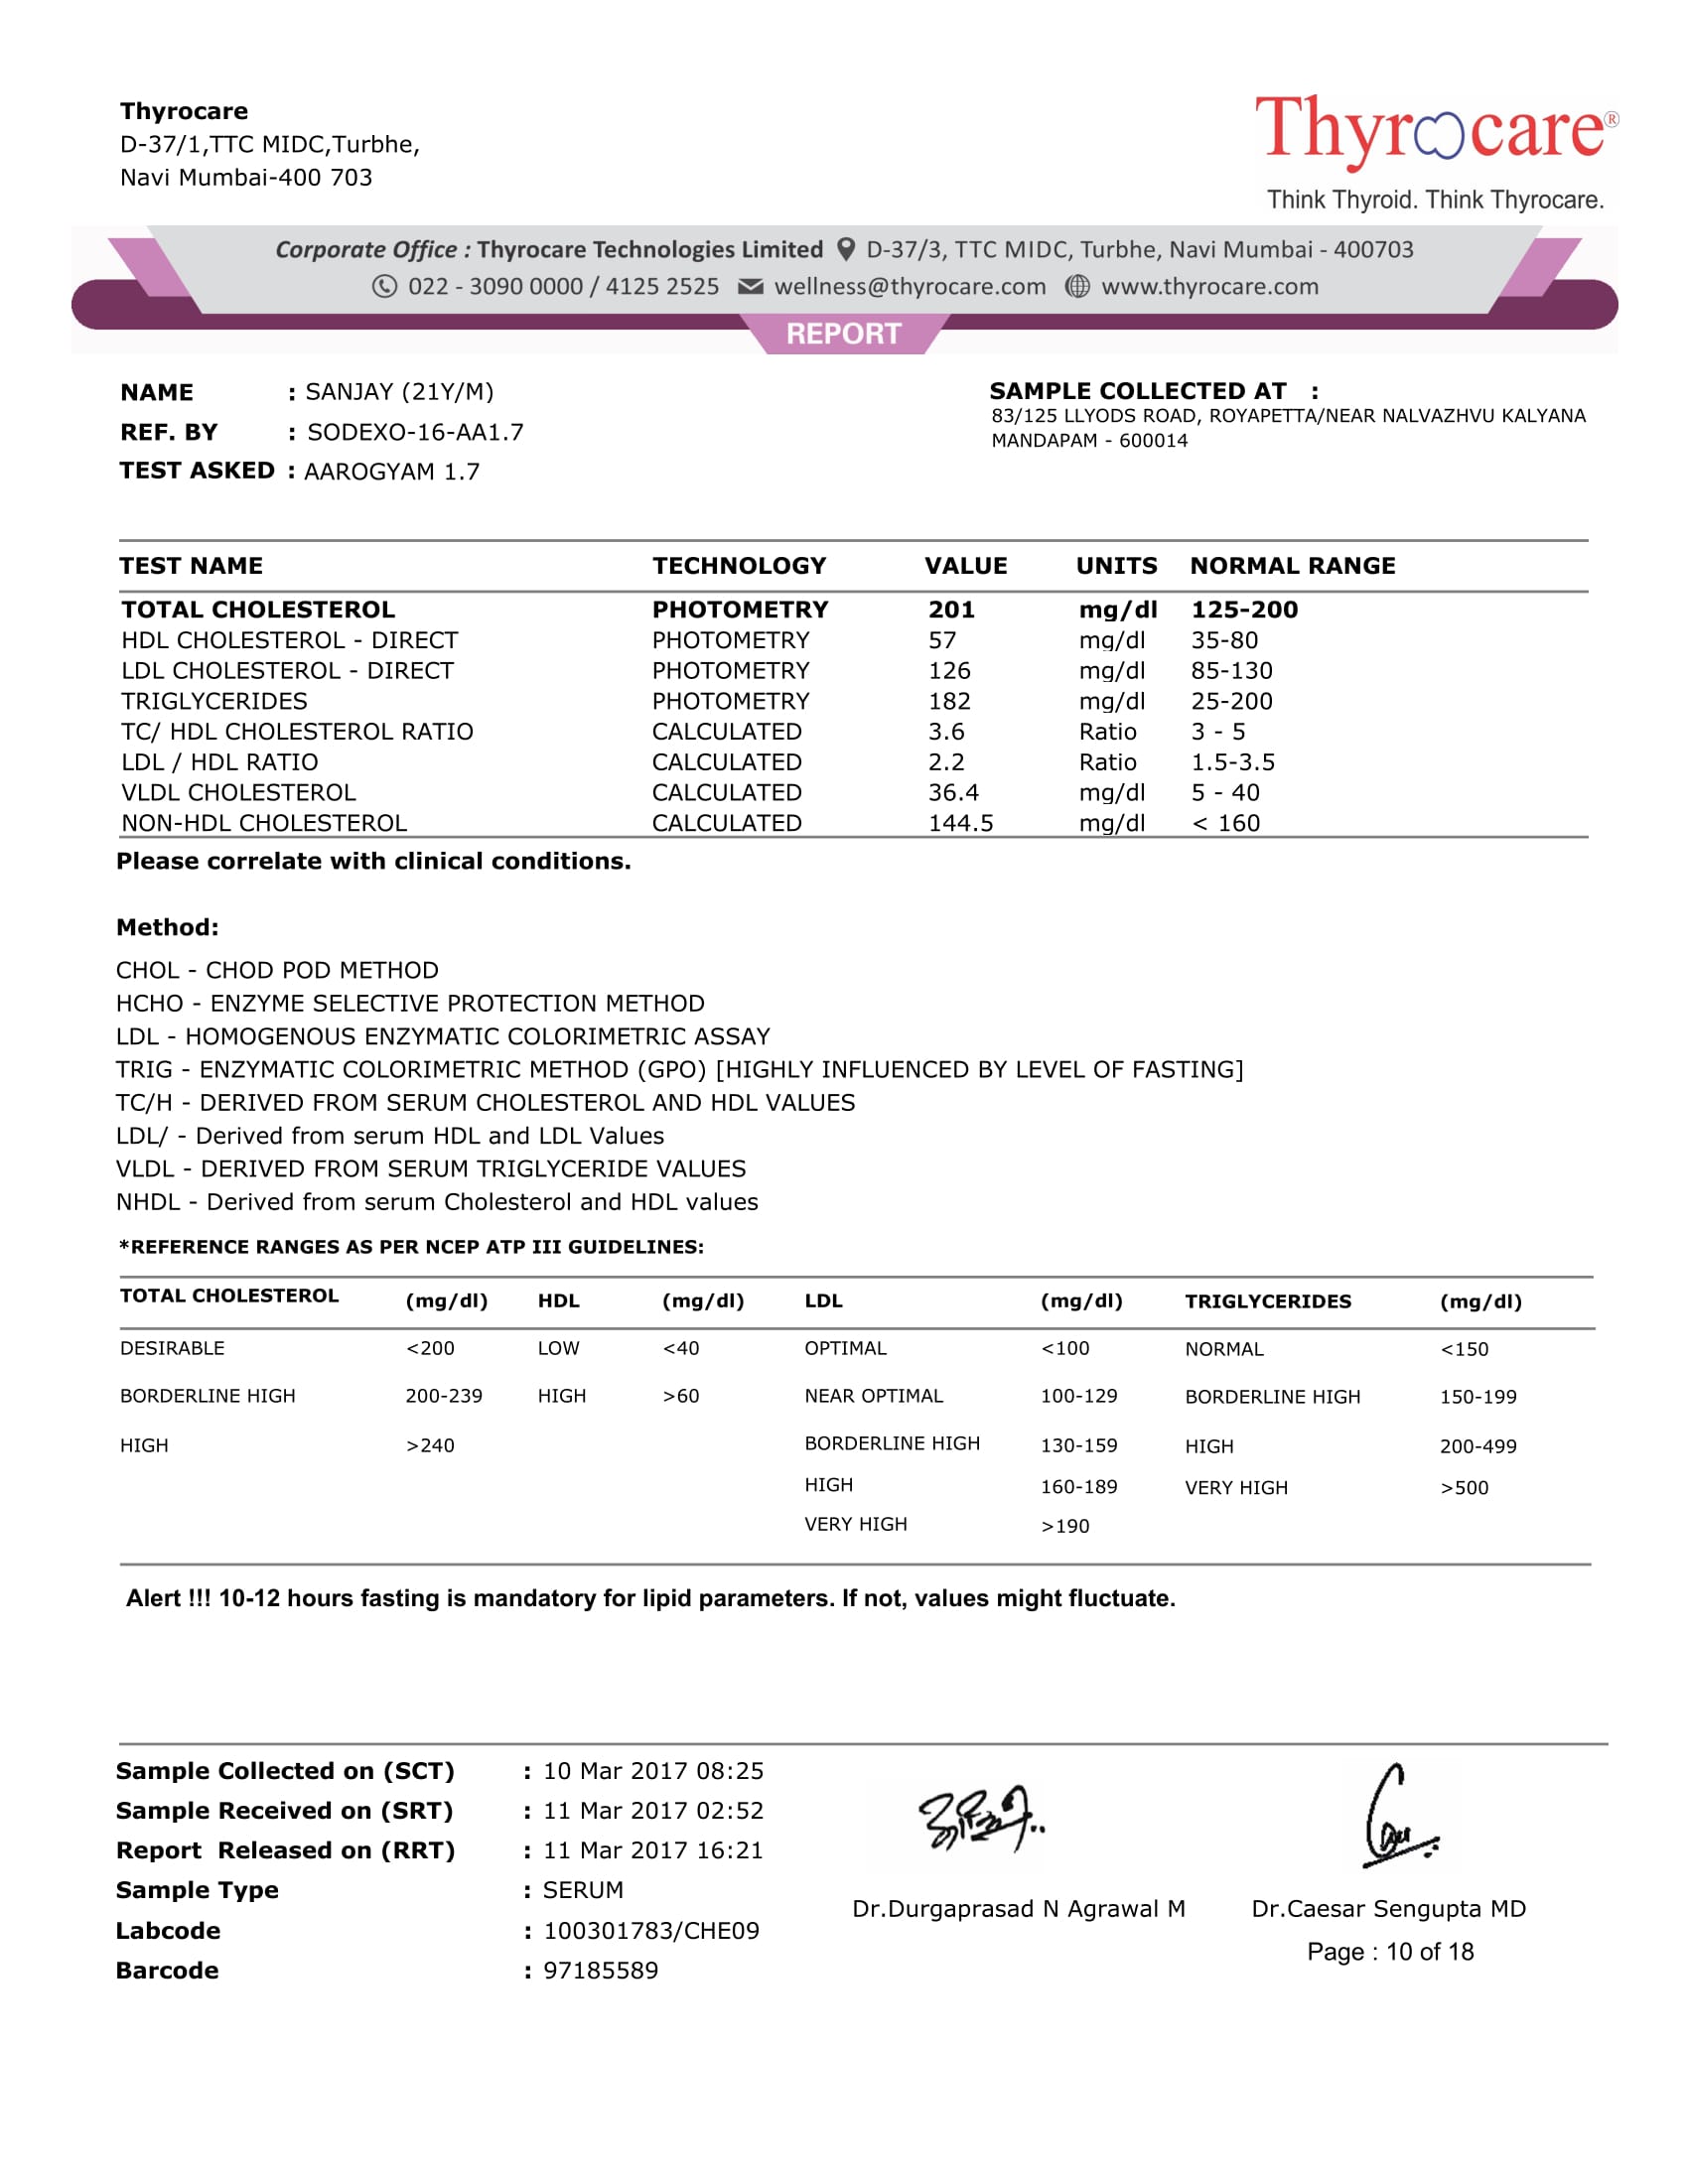 Thyrocare
D-37/1,TTC MIDC,Turbhe,
Navi Mumbai-400 703
Thyrocare®
Think Thyroid. Think Thyrocare.
Corporate Office : Thyrocare Technologies Limited D-37/3, TTC MIDC, Turbhe, Navi Mumbai - 400703
022 - 3090 0000 / 4125 2525 wellness@thyrocare.com www.thyrocare.com
REPORT
NAME : SANJAY (21Y/M)
REF. BY : SODEXO-16-AA1.7
TEST ASKED : AAROGYAM 1.7
SAMPLE COLLECTED AT :
83/125 LLYODS ROAD, ROYAPETTA/NEAR NALVAZHVU KALYANA
MANDAPAM - 600014
TEST NAME TECHNOLOGY VALUE UNITS NORMAL RANGE
TOTAL CHOLESTEROL PHOTOMETRY 201 mg/dl 125-200
HDL CHOLESTEROL - DIRECT PHOTOMETRY 57 mg/dl 35-80
LDL CHOLESTEROL - DIRECT PHOTOMETRY 126 mg/dl 85-130
TRIGLYCERIDES PHOTOMETRY 182 mg/dl 25-200
TC/ HDL CHOLESTEROL RATIO CALCULATED 3.6 Ratio 3 - 5
LDL / HDL RATIO CALCULATED 2.2 Ratio 1.5-3.5
VLDL CHOLESTEROL CALCULATED 36.4 mg/dl 5 - 40
NON-HDL CHOLESTEROL CALCULATED 144.5 mg/dl < 160
Please correlate with clinical conditions.
Method:
CHOL - CHOD POD METHOD
HCHO - ENZYME SELECTIVE PROTECTION METHOD
LDL - HOMOGENOUS ENZYMATIC COLORIMETRIC ASSAY
TRIG - ENZYMATIC COLORIMETRIC METHOD (GPO) [HIGHLY INFLUENCED BY LEVEL OF FASTING]
TC/H - DERIVED FROM SERUM CHOLESTEROL AND HDL VALUES
LDL/ - Derived from serum HDL and LDL Values
VLDL - DERIVED FROM SERUM TRIGLYCERIDE VALUES
NHDL - Derived from serum Cholesterol and HDL values
*REFERENCE RANGES AS PER NCEP ATP III GUIDELINES:
TOTAL CHOLESTEROL (mg/dl) HDL (mg/dl) LDL (mg/dl) TRIGLYCERIDES (mg/dl)
DESIRABLE <200 LOW <40 OPTIMAL <100 NORMAL <150
BORDERLINE HIGH 200-239 HIGH >60 NEAR OPTIMAL 100-129 BORDERLINE HIGH 150-199
HIGH >240 BORDERLINE HIGH 130-159 HIGH 200-499
HIGH 160-189 VERY HIGH >500
VERY HIGH >190
Alert !!! 10-12 hours fasting is mandatory for lipid parameters. If not, values might fluctuate.
Sample Collected on (SCT) : 10 Mar 2017 08:25
Sample Received on (SRT) : 11 Mar 2017 02:52
Report Released on (RRT) : 11 Mar 2017 16:21
Sample Type : SERUM
Labcode : 100301783/CHE09
Barcode : 97185589
Dr.Durgaprasad N Agrawal M Dr.Caesar Sengupta MD
Page : 10 of 18